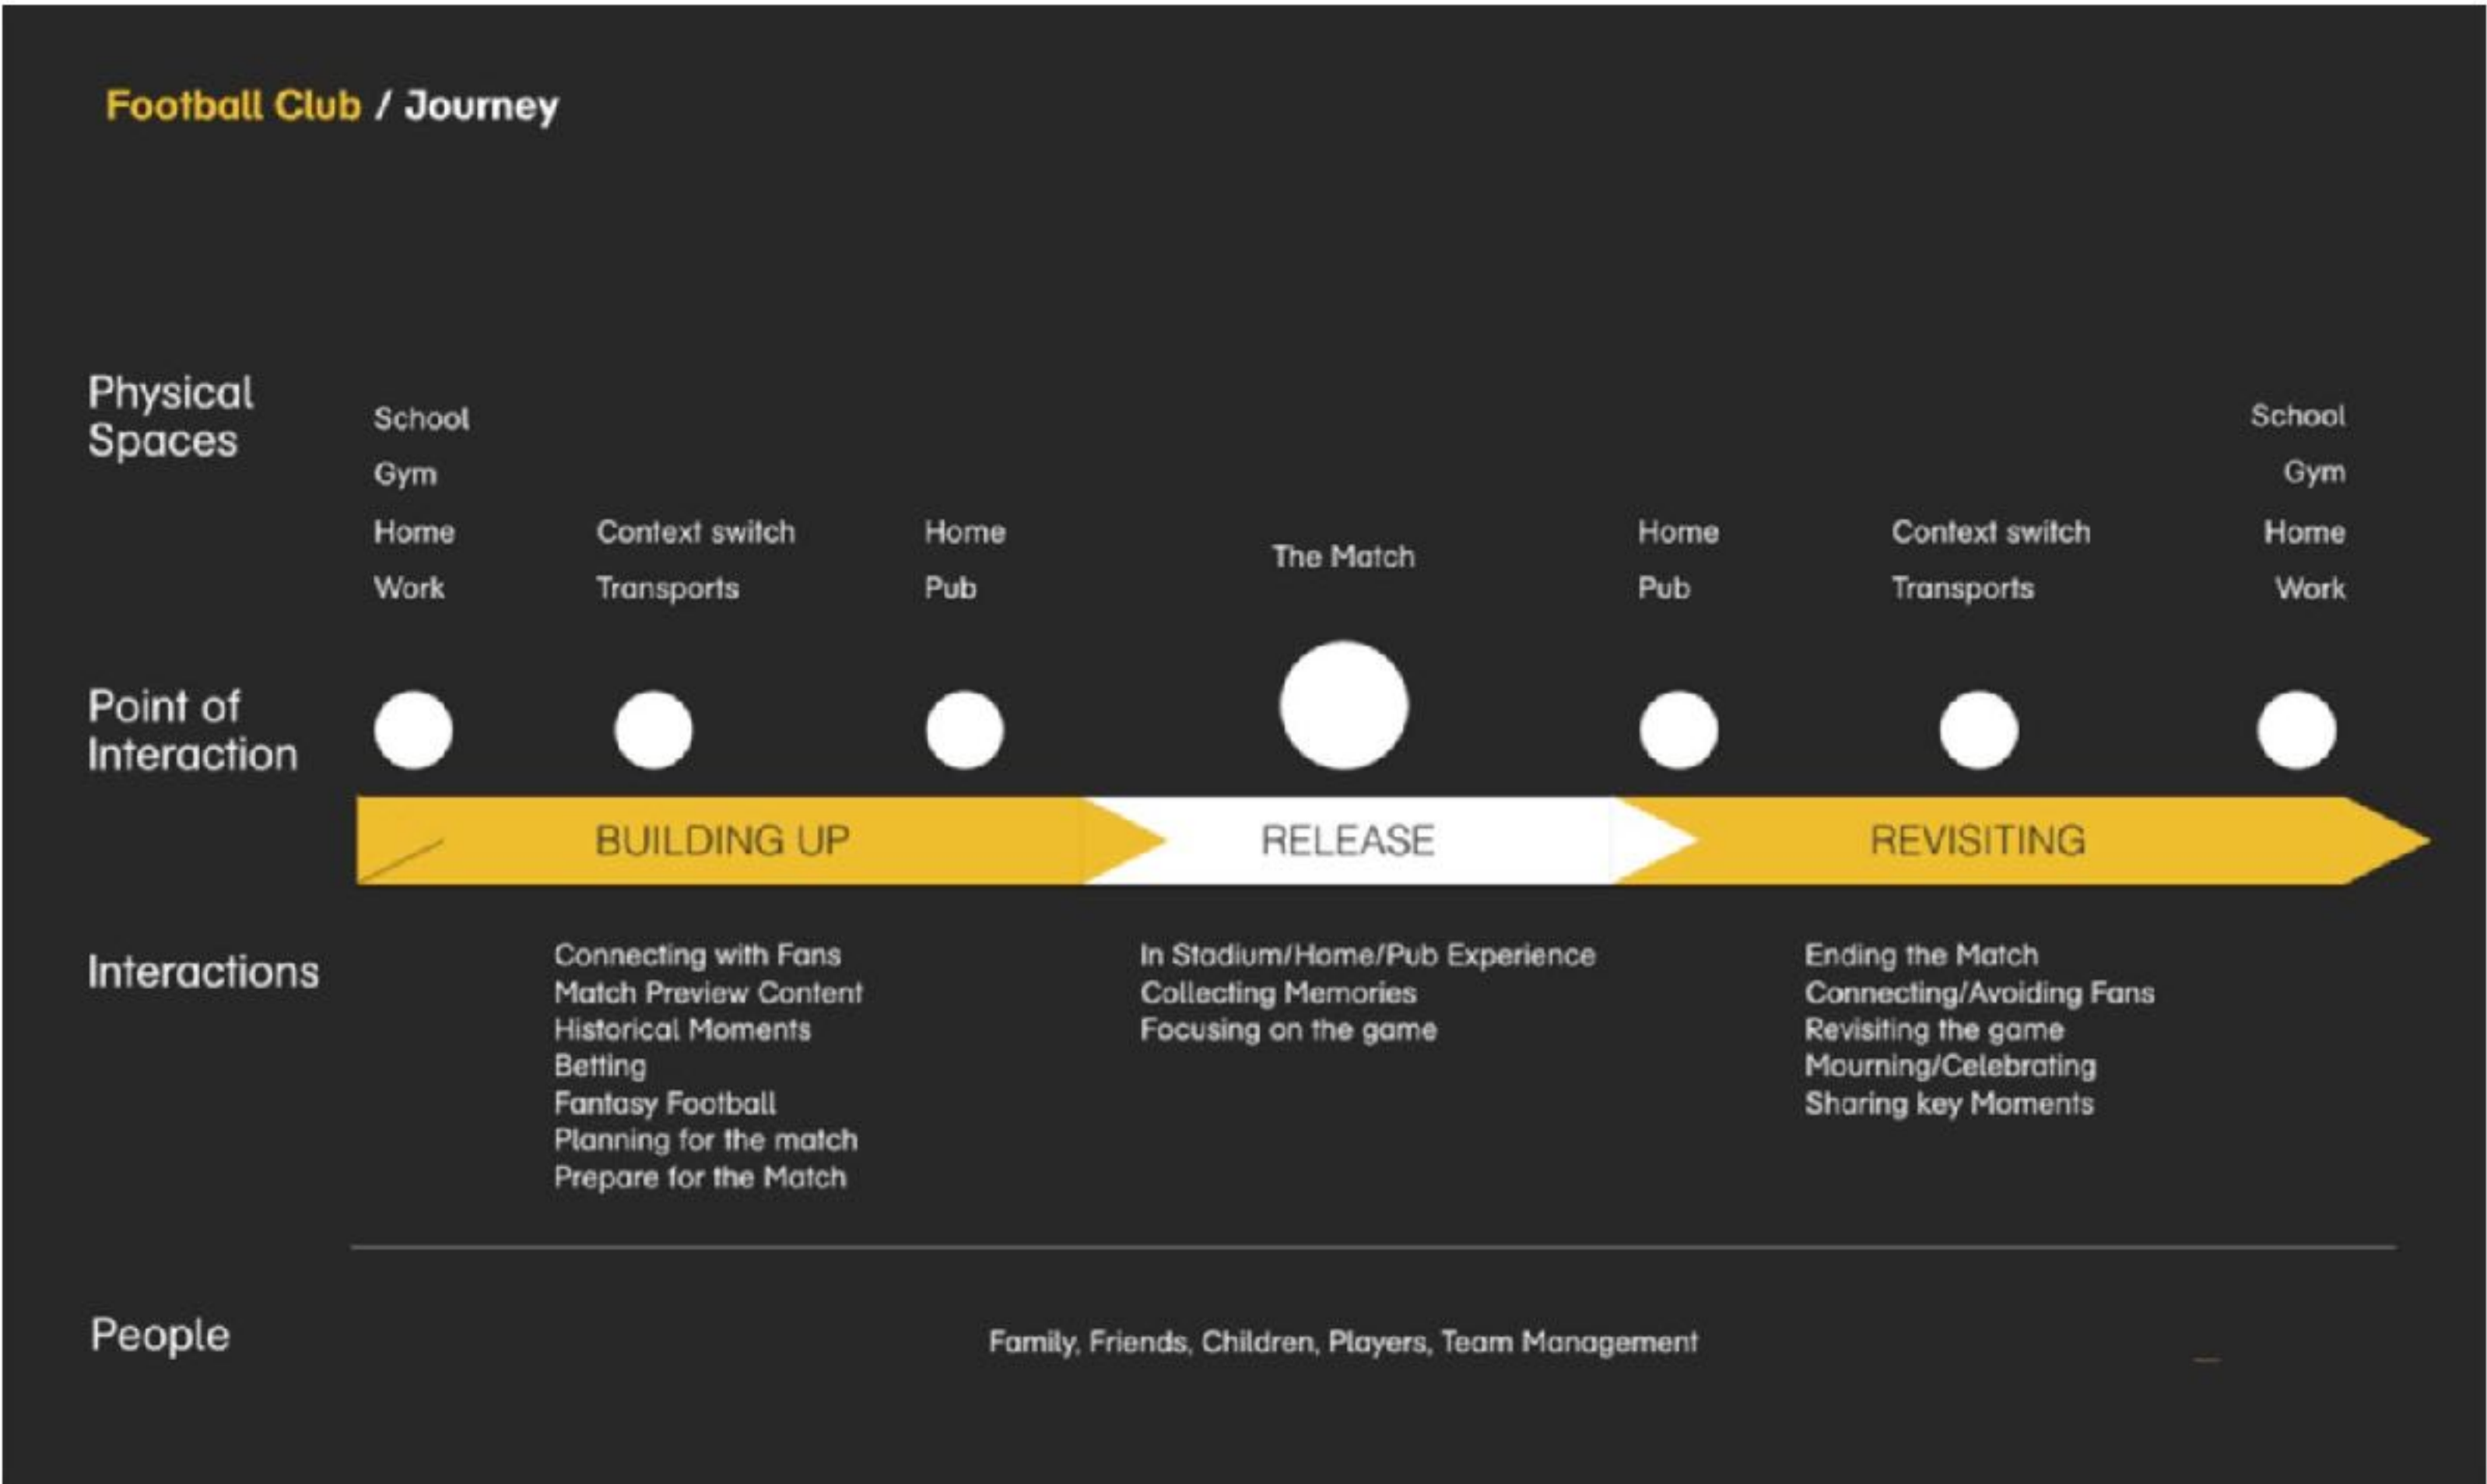 Football Club / Journey
Physical
Spaces
School
Gym
Home
Work
Context switch
Transports
Home
Pub
The Match
Home
Pub
Context switch
Transports
School
Gym
Home
Work
Point of
Interaction
BUILDING UP
RELEASE
REVISITING
Interactions
Connecting with Fans
Match Preview Content
Historical Moments
Betting
Fantasy Football
Planning for the match
Prepare for the Match
In Stadium/Home/Pub Experience
Collecting Memories
Focusing on the game
Ending the Match
Connecting/Avoiding Fans
Revisiting the game
Mourning/Celebrating
Sharing key Moments
People
Family, Friends, Children, Players, Team Management